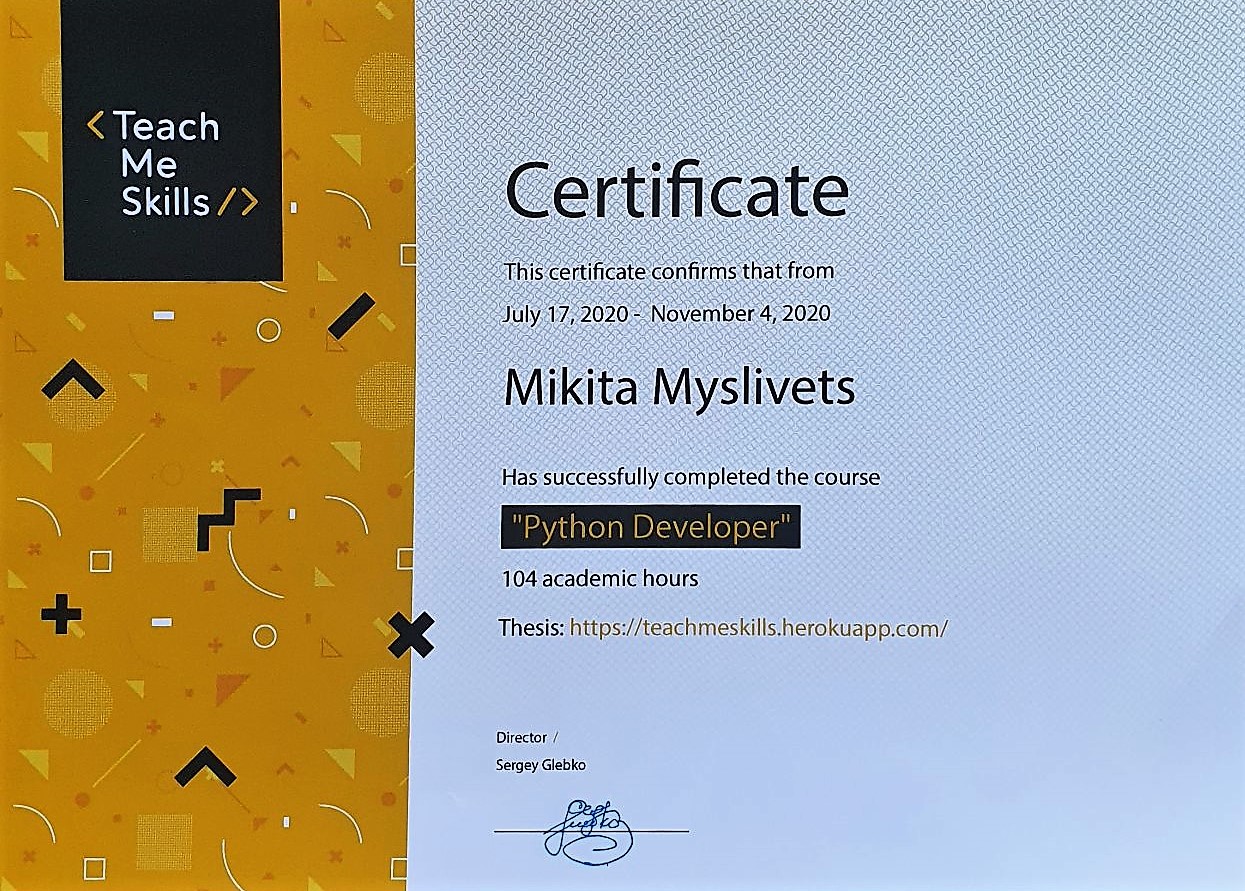 < Teach
Me
Skills />
Certificate
This certificate confirms that from
July 17, 2020 - November 4, 2020
Mikita Myslivets
Has successfully completed the course
"Python Developer"
104 academic hours
Thesis: https://teachmeskills.herokuapp.com/
Director /
Sergey Glebko